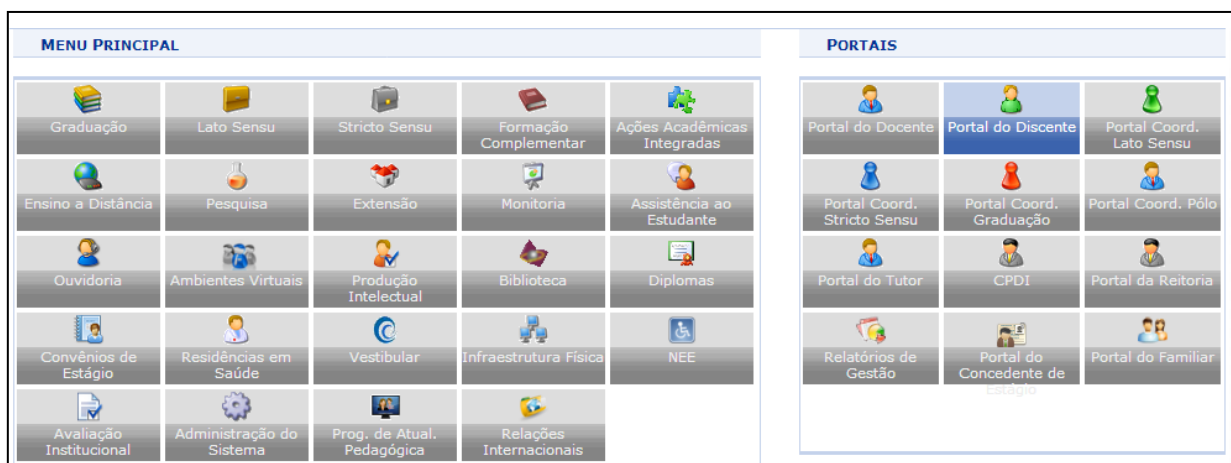 MENU PRINCIPAL
PORTAIS
Graduação
Lato Sensu
Stricto Sensu
Formação
Complementar
Ações Acadêmicas
Integradas
Ensino a Distância
Pesquisa
Extensão
Monitoria
Assistência ao
Estudante
Ouvidoria
Ambientes Virtuais
Produção
Intelectual
Biblioteca
Diplomas
Convênios de
Estágio
Residências em
Saúde
Vestibular
Infraestrutura Física
NEE
Avaliação
Institucional
Administração do
Sistema
Prog. de Atual.
Pedagógica
Relações
Internacionais
Portal do Docente
Portal do Discente
Portal Coord.
Lato Sensu
Portal Coord.
Stricto Sensu
Portal Coord.
Graduação
Portal Coord. Pólo
Portal do Tutor
CPDI
Portal da Reitoria
Relatórios de
Gestão
Portal do
Concedente de
Estágio
Portal do Familiar